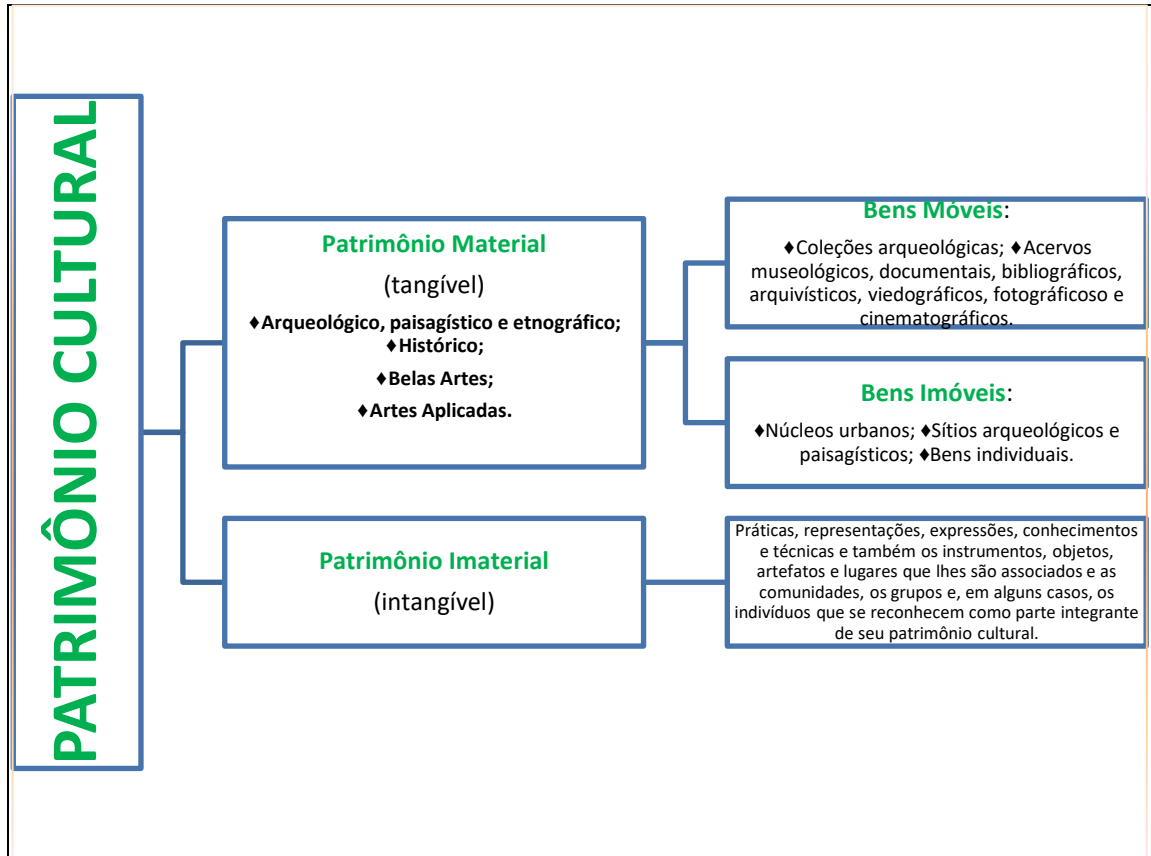 PATRIMÔNIO CULTURAL
Patrimônio Material
(tangível)
♦Arqueológico, paisagístico e etnográfico;
♦Histórico;
♦Belas Artes;
♦Artes Aplicadas.
Bens Móveis:
♦Coleções arqueológicas; ♦Acervos
museológicos, documentais, bibliográficos,
arquivísticos, viedográficos, fotográficoso e
cinematográficos.
Bens Imóveis:
♦Núcleos urbanos; ♦Sítios arqueológicos e
paisagísticos; ♦Bens individuais.
Patrimônio Imaterial
(intangível)
Práticas, representações, expressões, conhecimentos
e técnicas e também os instrumentos, objetos,
artefatos e lugares que lhes são associados e as
comunidades, os grupos e, em alguns casos, os
indivíduos que se reconhecem como parte integrante
de seu patrimônio cultural.